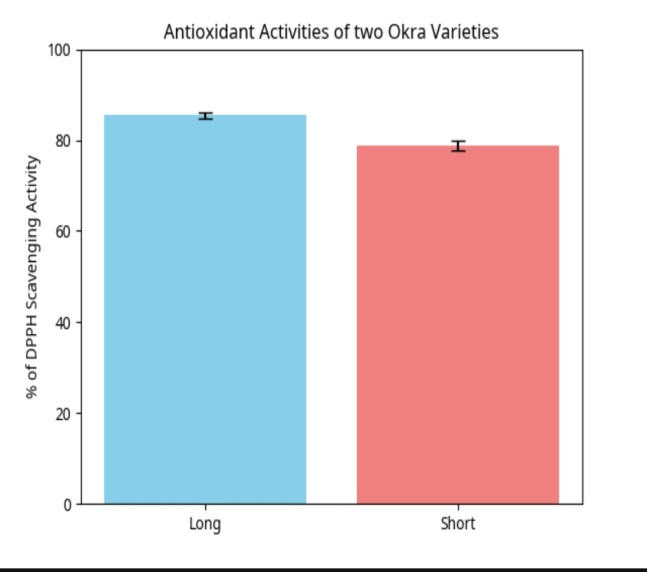 Antioxidant Activities of two Okra Varieties
% of DPPH Scavenging Activity
100
80
60
40
20
0
Long
Short